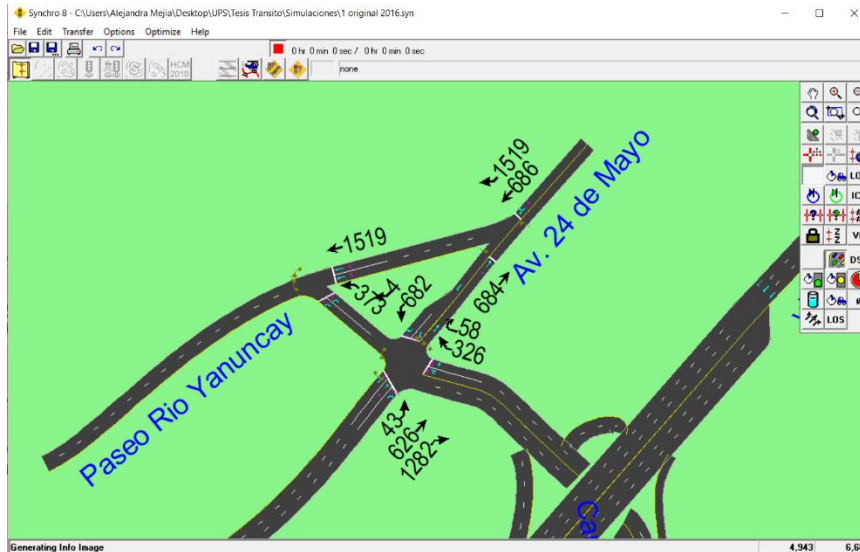 Synchro 8 - C:\Users\Alejandra Mejia\Desktop\UPS\Tesis Transito\Simulaciones\1 original 2016.syn
File Edit Transfer Options Optimize Help
0 hr 0 min 0 sec / 0 hr 0 min 0 sec
HCM 2010
none
1519
686
Av. 24 de Mayo
1519
373
4
682
684
58
326
Paseo Rio Yanuncay
43
626
1282
LOS
Generating Info Image
4,943